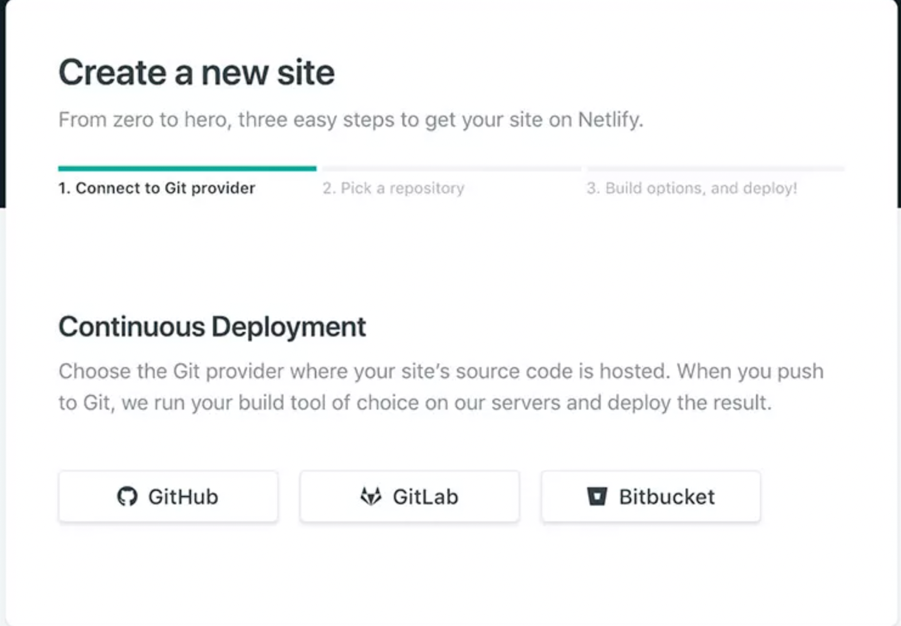 Create a new site
From zero to hero, three easy steps to get your site on Netlify.
1. Connect to Git provider
2. Pick a repository
3. Build options, and deploy!
Continuous Deployment
Choose the Git provider where your site’s source code is hosted. When you push
to Git, we run your build tool of choice on our servers and deploy the result.
GitHub
GitLab
Bitbucket